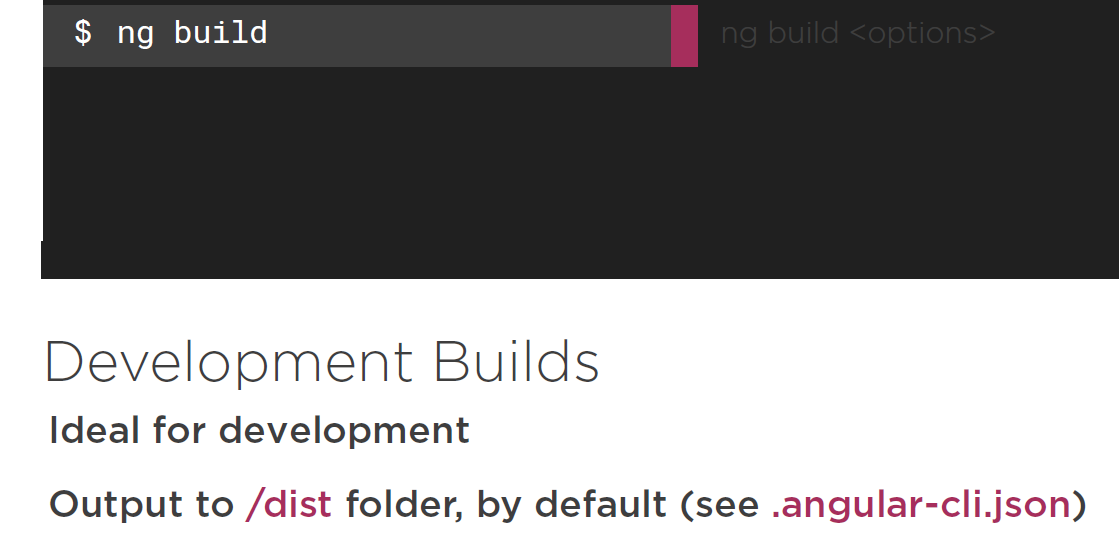 $ ng build
ng build <options>
Development Builds
Ideal for development
Output to /dist folder, by default (see .angular-cli.json)